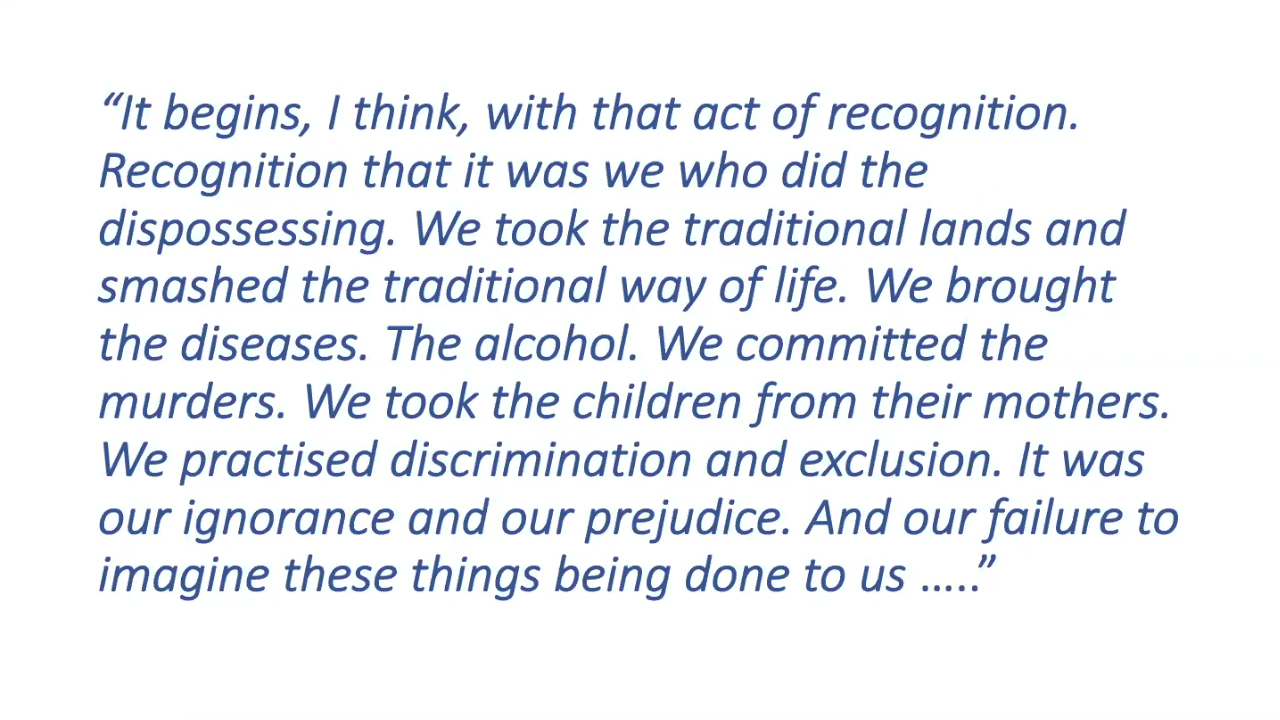 “It begins, I think, with that act of recognition.
Recognition that it was we who did the
dispossessing. We took the traditional lands and
smashed the traditional way of life. We brought
the diseases. The alcohol. We committed the
murders. We took the children from their mothers.
We practised discrimination and exclusion. It was
our ignorance and our prejudice. And our failure to
imagine these things being done to us …..”